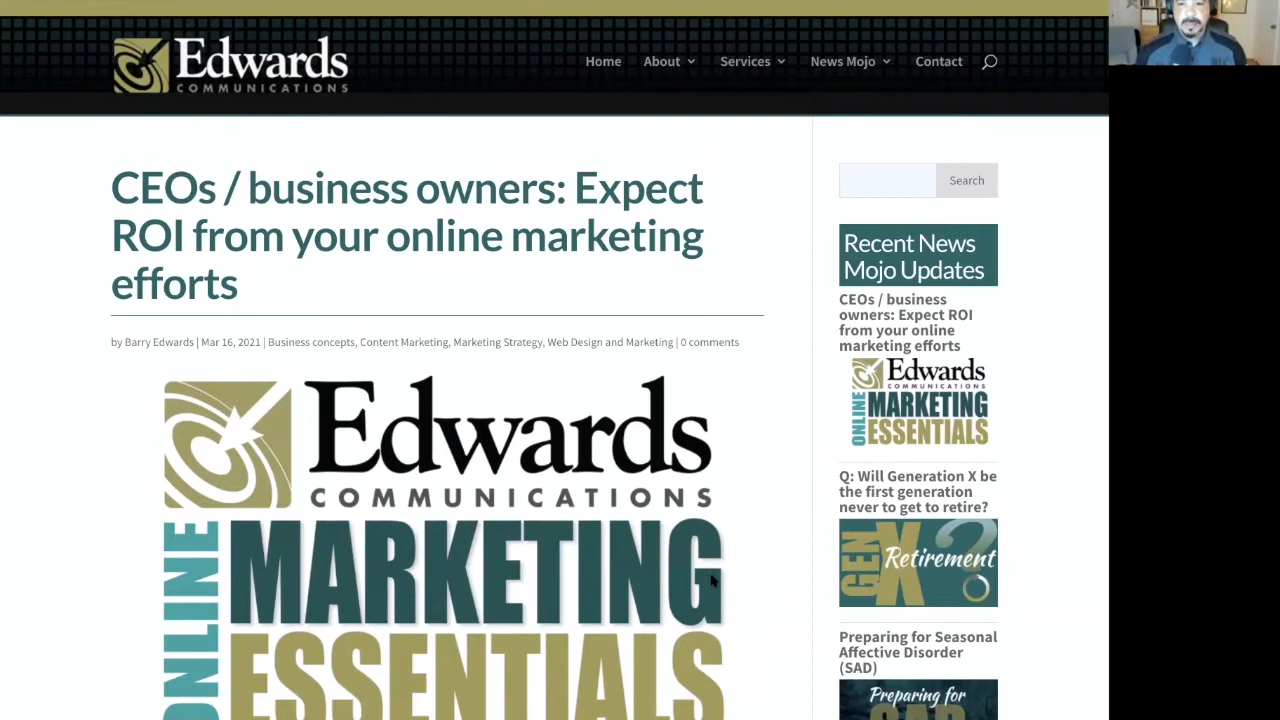 Edwards
COMMUNICATIONS
Home About Services News Mojo Contact
CEOs / business owners: Expect
ROI from your online marketing
efforts
by Barry Edwards | Mar 16, 2021 | Business concepts, Content Marketing, Marketing Strategy, Web Design and Marketing | 0 comments
Edwards
COMMUNICATIONS
ONLINE
MARKETING
ESSENTIALS
Search
Recent News
Mojo Updates
CEOs / business
owners: Expect ROI
from your online
marketing efforts
Edwards
COMMUNICATIONS
ONLINE
MARKETING
ESSENTIALS
Q: Will Generation X be
the first generation
never to get to retire?
GEN
X
?
Retirement
Preparing for Seasonal
Affective Disorder
(SAD)
Preparing for
SAD